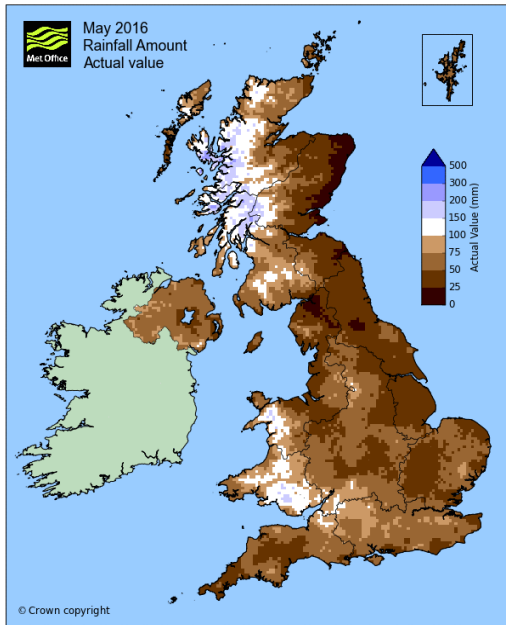 May 2016
Rainfall Amount
Actual value
Met Office
500
300
200
150
100
75
50
25
0
Actual Value (mm)
© Crown copyright